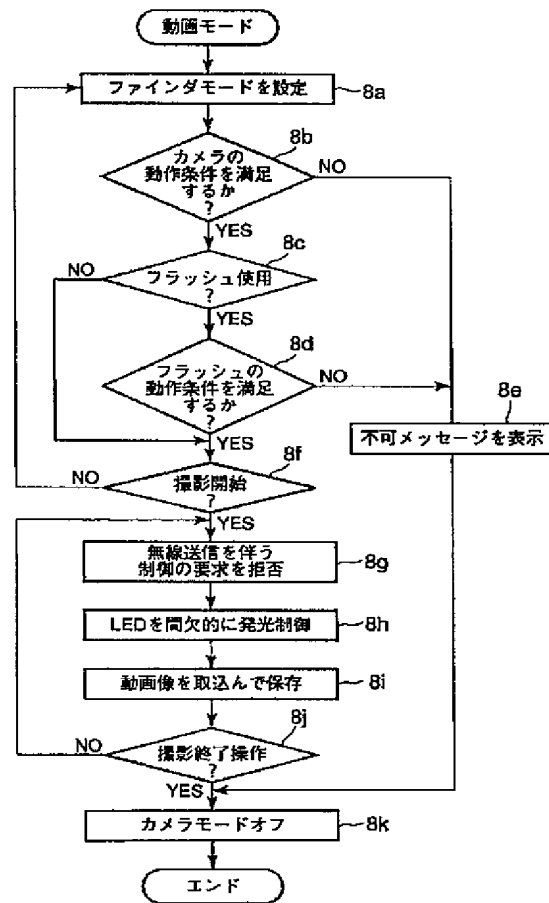 動画モード
ファインダモードを設定
8a
8b
カメラの
動作条件を満足
するか
?
NO
YES
8c
NO
フラッシュ使用
?
YES
8d
フラッシュの
動作条件を満足
するか
?
NO
YES
8e
不可メッセージを表示
8f
NO
撮影開始
?
YES
無線送信を伴う
制御の要求を拒否
8g
LEDを間欠的に発光制御
8h
動画像を取込んで保存
8i
8j
NO
撮影終了操作
?
YES
カメラモードオフ
8k
エンド